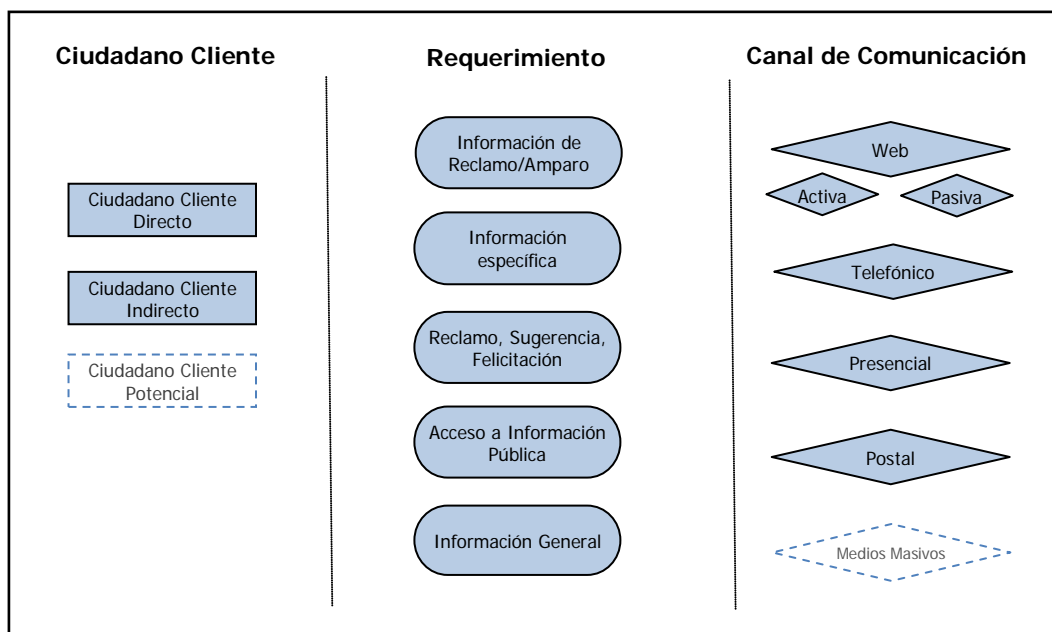 Ciudadano Cliente
Requerimiento
Canal de Comunicación
Ciudadano Cliente
Directo
Ciudadano Cliente
Indirecto
Ciudadano Cliente
Potencial
Información de
Reclamo/Amparo
Información
específica
Reclamo, Sugerencia,
Felicitación
Acceso a Información
Pública
Información General
Web
Activa
Pasiva
Telefónico
Presencial
Postal
Medios Masivos